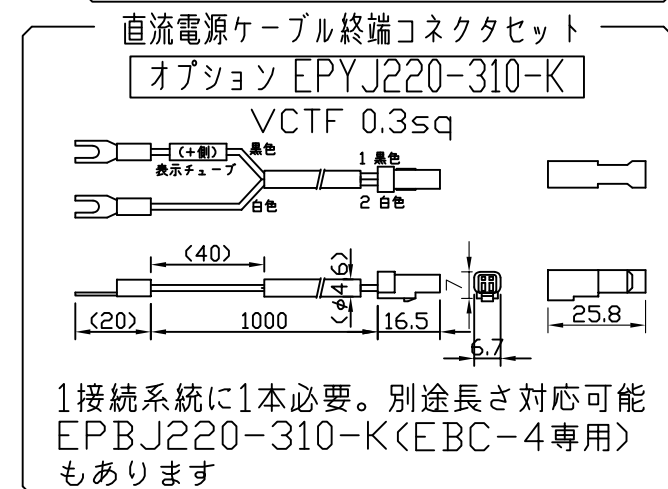 直流電源ケーブル終端コネクタセット
オプション EPYJ220-310-K
VCTF 0.3sq
(+側)
黒色
表示チューブ
白色
1 黒色
2 白色
(40)
(φ4.6)
7
(20)
1000
16.5
6.7
25.8
1接続系統に1本必要。別途長さ対応可能
EPBJ220-310-K(EBC-4専用)
もあります